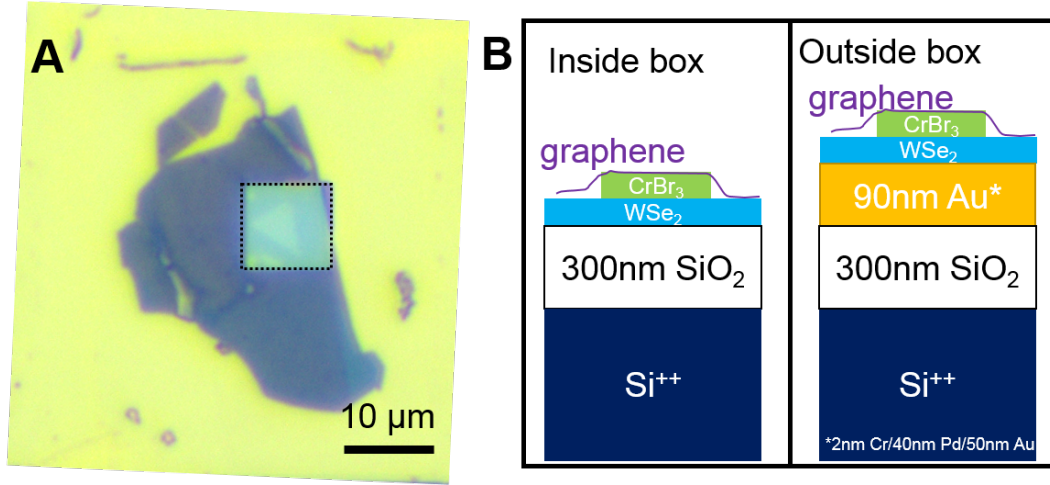 A
10 μm
B
Inside box
graphene
CrBr₃
WSe₂
300nm SiO₂
Si⁺⁺
Outside box
graphene
CrBr₃
WSe₂
90nm Au*
300nm SiO₂
Si⁺⁺
*2nm Cr/40nm Pd/50nm Au